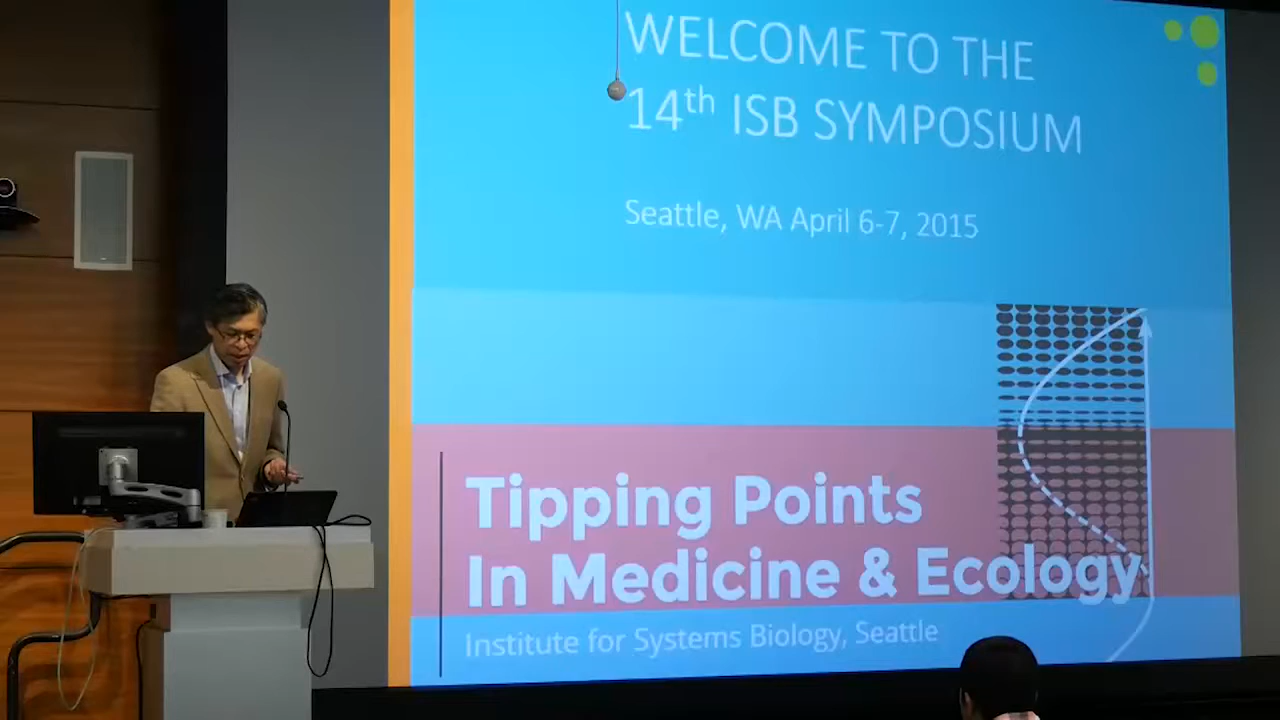 WELCOME TO THE
14th ISB SYMPOSIUM
Seattle, WA April 6-7, 2015
Tipping Points
In Medicine & Ecology
Institute for Systems Biology, Seattle